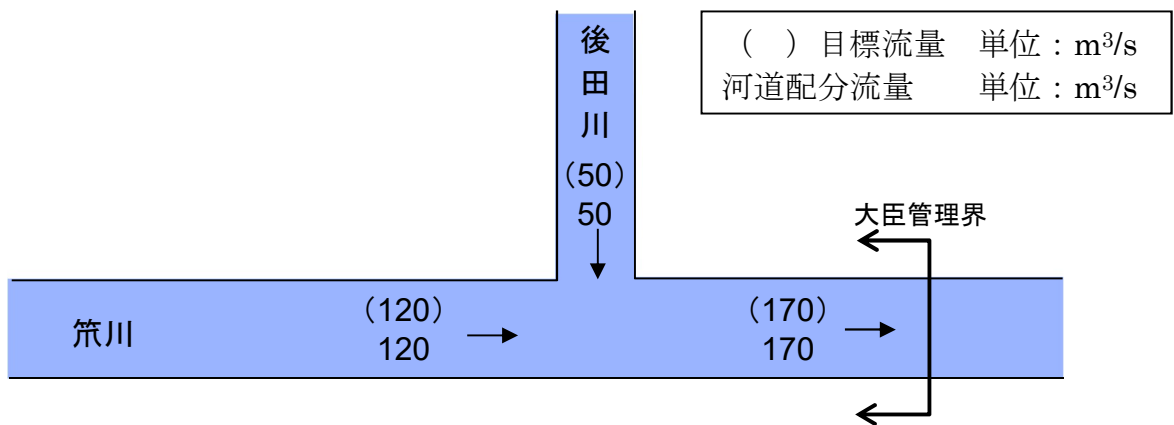 （　）目標流量　単位：m³/s
河道配分流量　　単位：m³/s
後田川
(50)
50
大臣管理界
笊川
(120)
120
(170)
170